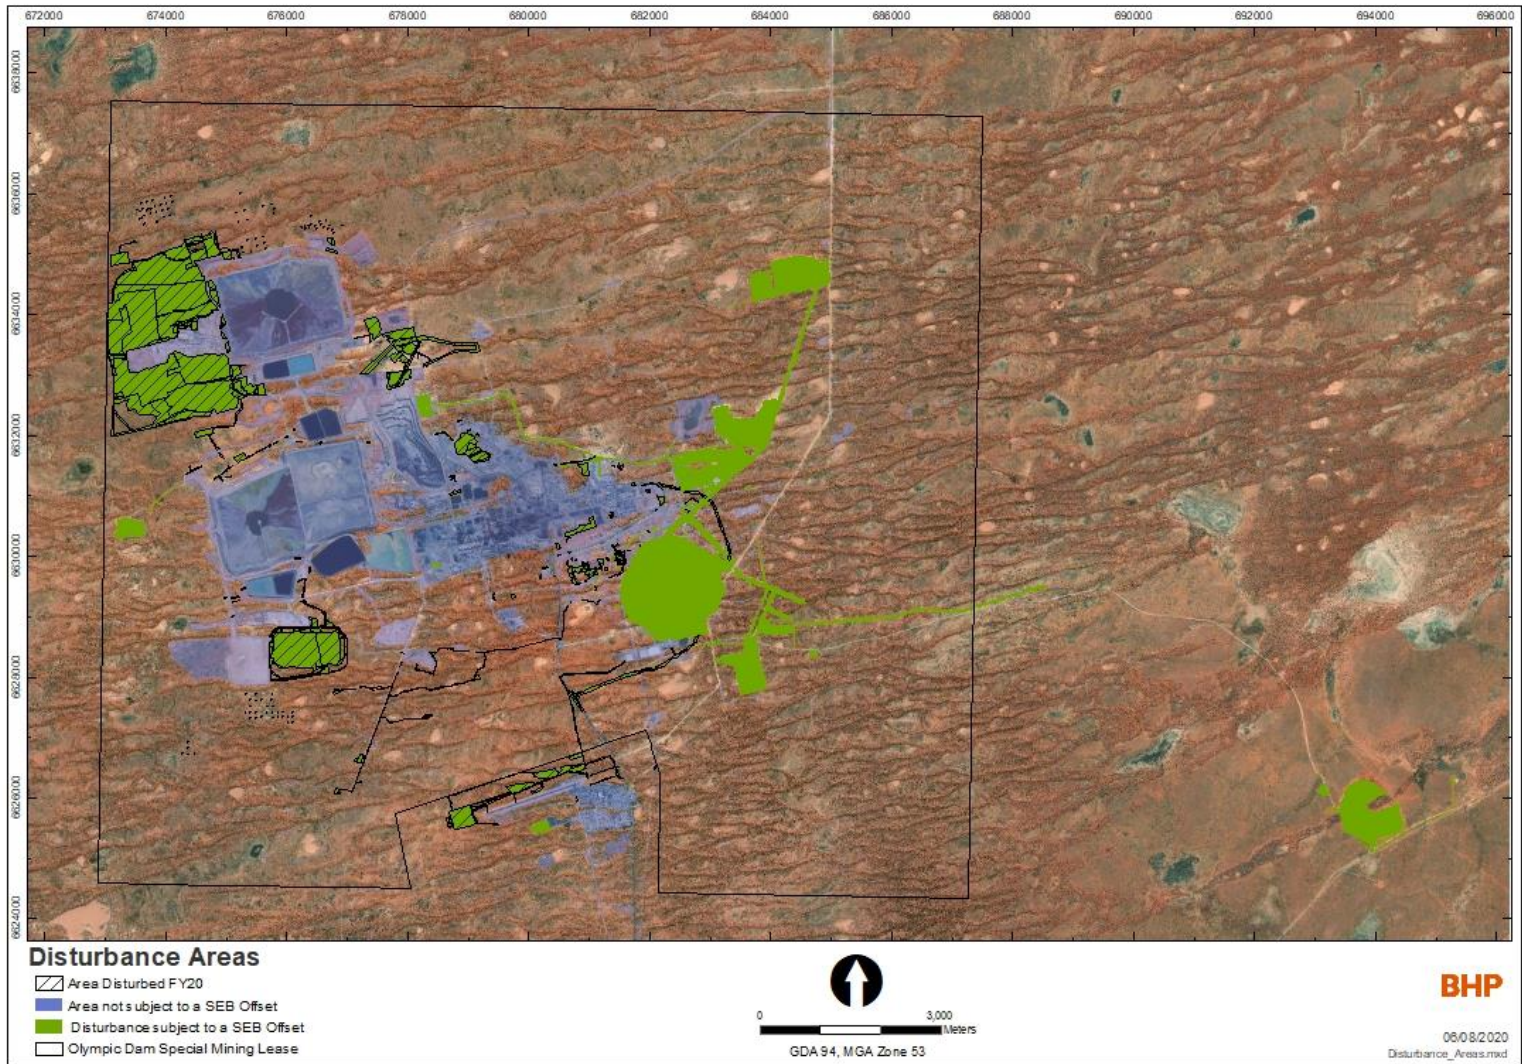 672000 674000 676000 678000 680000 682000 684000 686000 688000 690000 692000 694000 696000
6638000
6636000
6634000
6632000
6630000
6628000
6626000
6624000
Disturbance Areas
Area Disturbed FY20
Area not subject to a SEB Offset
Disturbance subject to a SEB Offset
Olympic Dam Special Mining Lease
0 3,000
Meters
GDA 94, MGA Zone 53
BHP
06/08/2020
Disturbance_Areas.mxd